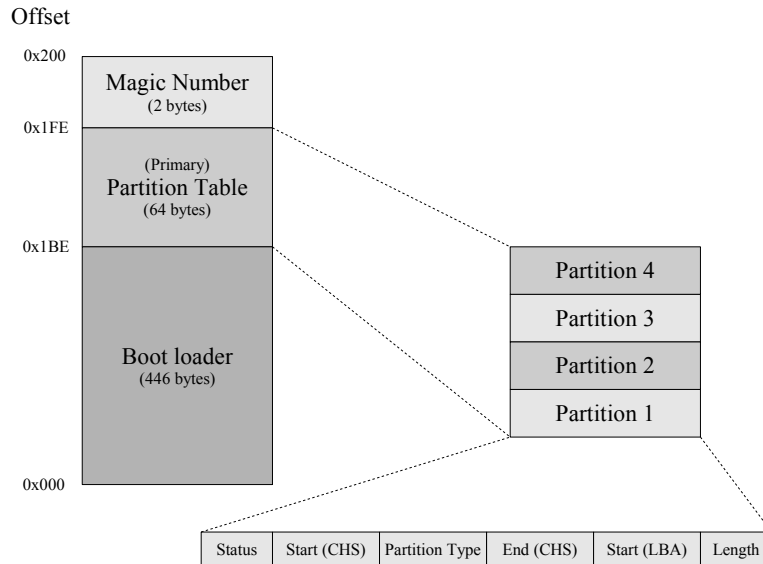 Offset
0x200
Magic Number
(2 bytes)
0x1FE
(Primary)
Partition Table
(64 bytes)
0x1BE
Boot loader
(446 bytes)
0x000
Partition 4
Partition 3
Partition 2
Partition 1
Status Start (CHS) Partition Type End (CHS) Start (LBA) Length